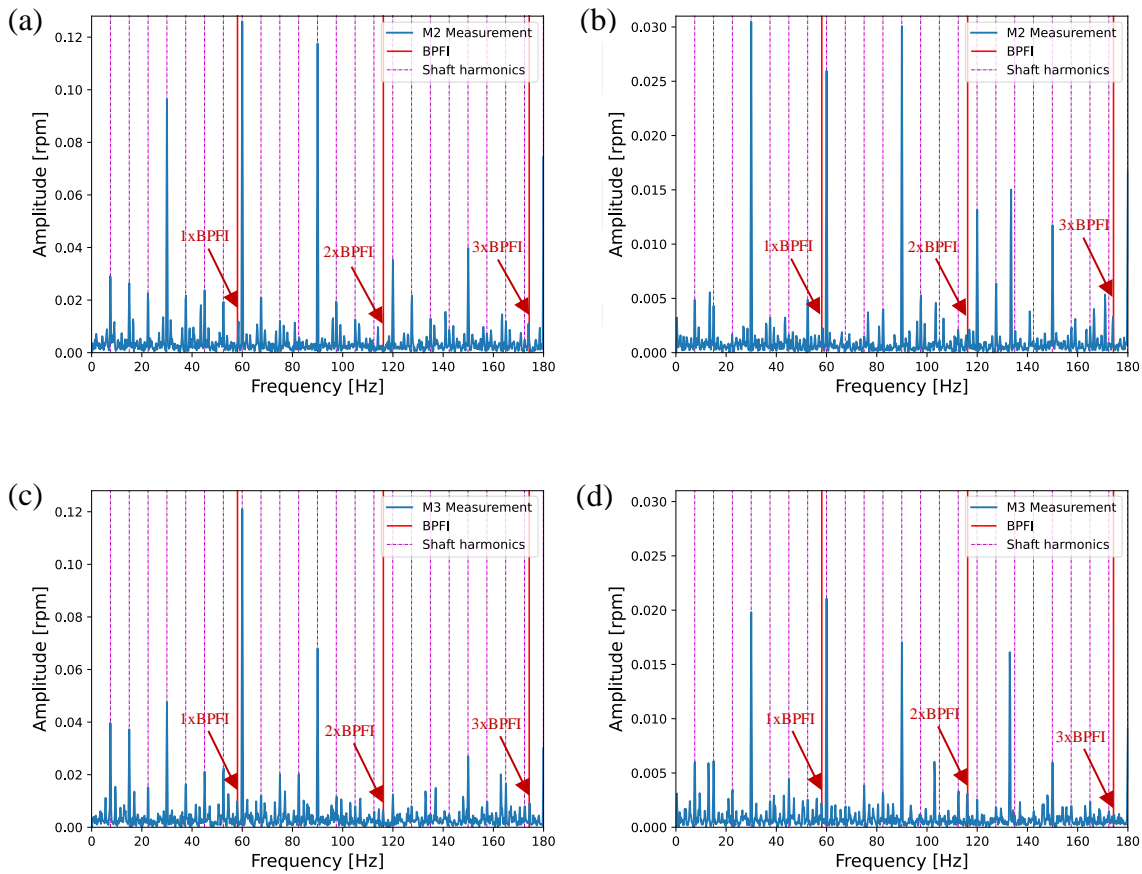 (a)
0.12
0.10
0.08
0.06
0.04
0.02
0.00
Amplitude [rpm]
M2 Measurement
BPFI
Shaft harmonics
1xBPFI
2xBPFI
3xBPFI
0 20 40 60 80 100 120 140 160 180
Frequency [Hz]
(b)
0.030
0.025
0.020
0.015
0.010
0.005
0.000
Amplitude [rpm]
M2 Measurement
BPFI
Shaft harmonics
1xBPFI
2xBPFI
3xBPFI
0 20 40 60 80 100 120 140 160 180
Frequency [Hz]
(c)
0.12
0.10
0.08
0.06
0.04
0.02
0.00
Amplitude [rpm]
M3 Measurement
BPFI
Shaft harmonics
1xBPFI
2xBPFI
3xBPFI
0 20 40 60 80 100 120 140 160 180
Frequency [Hz]
(d)
0.030
0.025
0.020
0.015
0.010
0.005
0.000
Amplitude [rpm]
M3 Measurement
BPFI
Shaft harmonics
1xBPFI
2xBPFI
3xBPFI
0 20 40 60 80 100 120 140 160 180
Frequency [Hz]